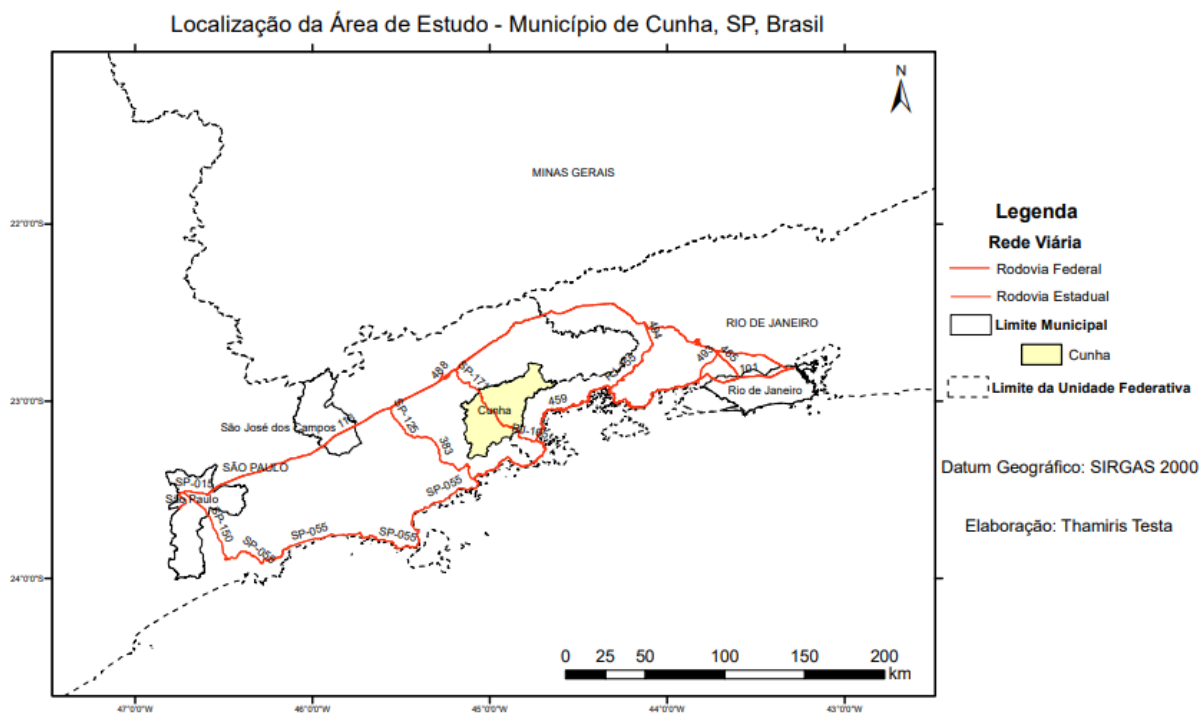 Localização da Área de Estudo - Município de Cunha, SP, Brasil
N
MINAS GERAIS
22°0'0"S
RIO DE JANEIRO
494
493
465
101
Rio de Janeiro
488
459
Cunha
23°0'0"S
SP-125
383
São José dos Campos
SÃO PAULO
SP-015
São Paulo
SP-150
SP-055
SP-055
SP-055
SP-055
24°0'0"S
0 25 50 100 150 200
km
47°0'0"W 46°0'0"W 45°0'0"W 44°0'0"W 43°0'0"W
Legenda
Rede Viária
Rodovia Federal
Rodovia Estadual
Limite Municipal
Cunha
Limite da Unidade Federativa
Datum Geográfico: SIRGAS 2000
Elaboração: Thamiris Testa